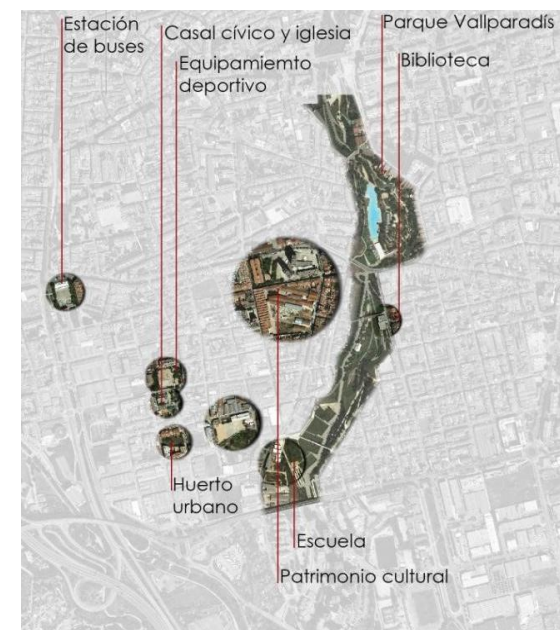 Estación
de buses
Casal cívico y iglesia
Equipamiemto
deportivo
Parque Vallparadís
Biblioteca
Huerto
urbano
Escuela
Patrimonio cultural